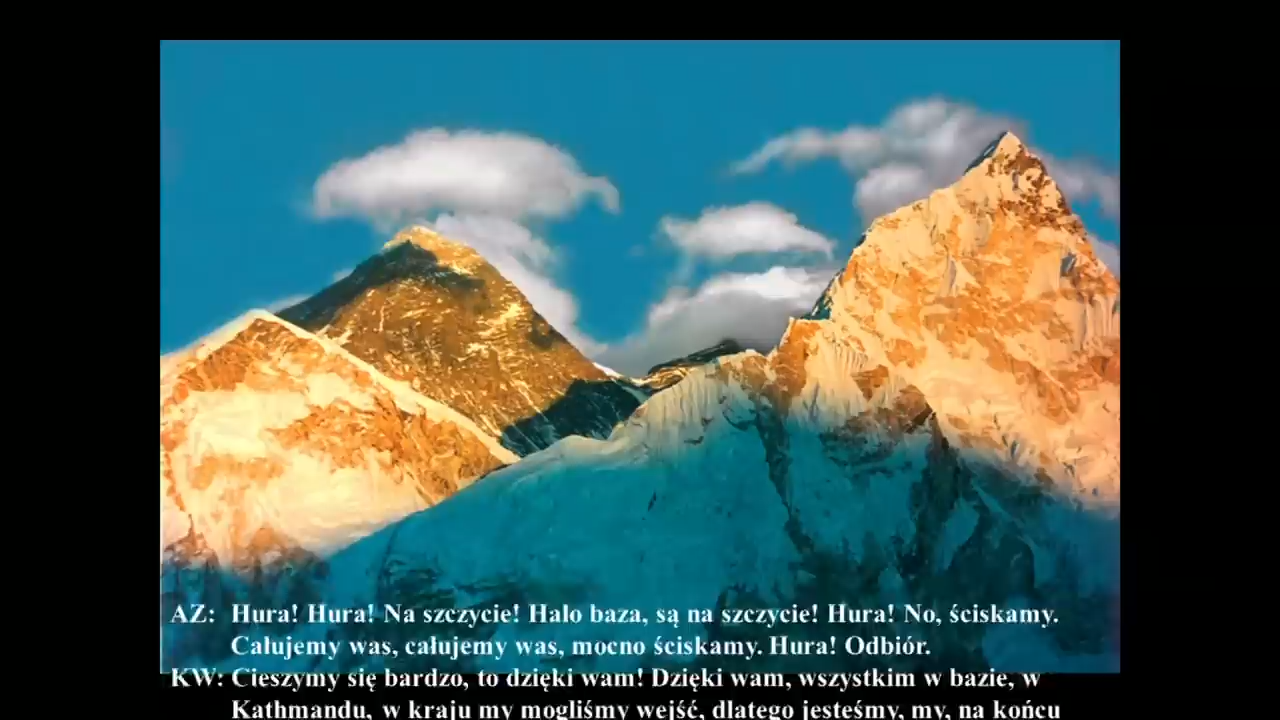 AZ: Hura! Hura! Na szczycie! Halo baza, są na szczycie! Hura! No, ściskamy.
Całujemy was, całujemy was, mocno ściskamy. Hura! Odbiór.
KW: Cieszymy się bardzo, to dzięki wam! Dzięki wam, wszystkim w bazie, w
Kathmandu, w kraju my mogliśmy wejść, dlatego jesteśmy, my, na końcu